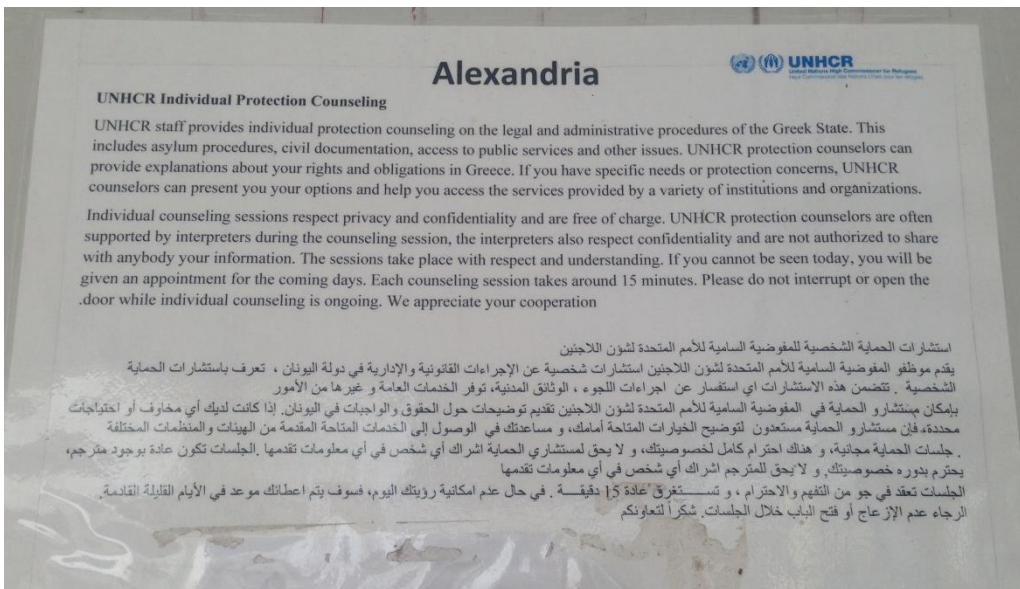 Alexandria
UNHCR
United Nations High Commissioner for Refugees
Haut Commissariat des Nations Unies pour les réfugiés
UNHCR Individual Protection Counseling
UNHCR staff provides individual protection counseling on the legal and administrative procedures of the Greek State. This
includes asylum procedures, civil documentation, access to public services and other issues. UNHCR protection counselors can
provide explanations about your rights and obligations in Greece. If you have specific needs or protection concerns, UNHCR
counselors can present you your options and help you access the services provided by a variety of institutions and organizations.
Individual counseling sessions respect privacy and confidentiality and are free of charge. UNHCR protection counselors are often
supported by interpreters during the counseling session, the interpreters also respect confidentiality and are not authorized to share
with anybody your information. The sessions take place with respect and understanding. If you cannot be seen today, you will be
given an appointment for the coming days. Each counseling session takes around 15 minutes. Please do not interrupt or open the
.door while individual counseling is ongoing. We appreciate your cooperation
استشارات الحماية الشخصية للمفوضية السامية للأمم المتحدة لشؤن اللاجئين
يقدم موظفو المفوضية السامية للأمم المتحدة لشؤن اللاجئين استشارات شخصية عن الإجراءات القانونية والإدارية في دولة اليونان ، تعرف باستشارات الحماية
الشخصية . تتضمن هذه الاستشارات اي استفسار عن اجراءات اللجوء ، الوثائق المدنية، توفر الخدمات العامة و غيرها من الأمور
بإمكان مستشارو الحماية في المفوضية السامية للأمم المتحدة لشؤن اللاجئين تقديم توضيحات حول الحقوق والواجبات في اليونان. إذا كانت لديك أي مخاوف أو احتياجات
محددة، فإن مستشارو الحماية مستعدون لتوضيح الخيارات المتاحة أمامك، و مساعدتك في الوصول إلى الخدمات المتاحة المقدمة من الهيئات والمنظمات المختلفة
. جلسات الحماية مجانية، و هناك احترام كامل لخصوصيتك، و لا يحق لمستشاري الحماية اشراك أي شخص في أي معلومات تقدمها .الجلسات تكون عادة بوجود مترجم،
يحترم بدوره خصوصيتك. و لا يحق للمترجم اشراك أي شخص في أي معلومات تقدمها
الجلسات تعقد في جو من التفهم والاحترام ، و تستغرق عادة 15 دقيقة . في حال عدم امكانية رؤيتك اليوم، فسوف يتم اعطائك موعد في الأيام القليلة القادمة.
الرجاء عدم الإزعاج أو فتح الباب خلال الجلسات. شكراً لتعاونكم